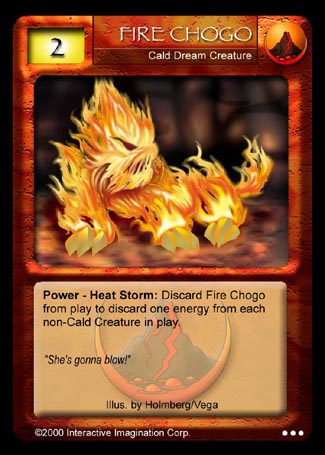 2
FIRE CHOGO
Cald Dream Creature
Power - Heat Storm: Discard Fire Chogo
from play to discard one energy from each
non-Cald Creature in play.
"She's gonna blow!"
Illus. by Holmberg/Vega
©2000 Interactive Imagination Corp.